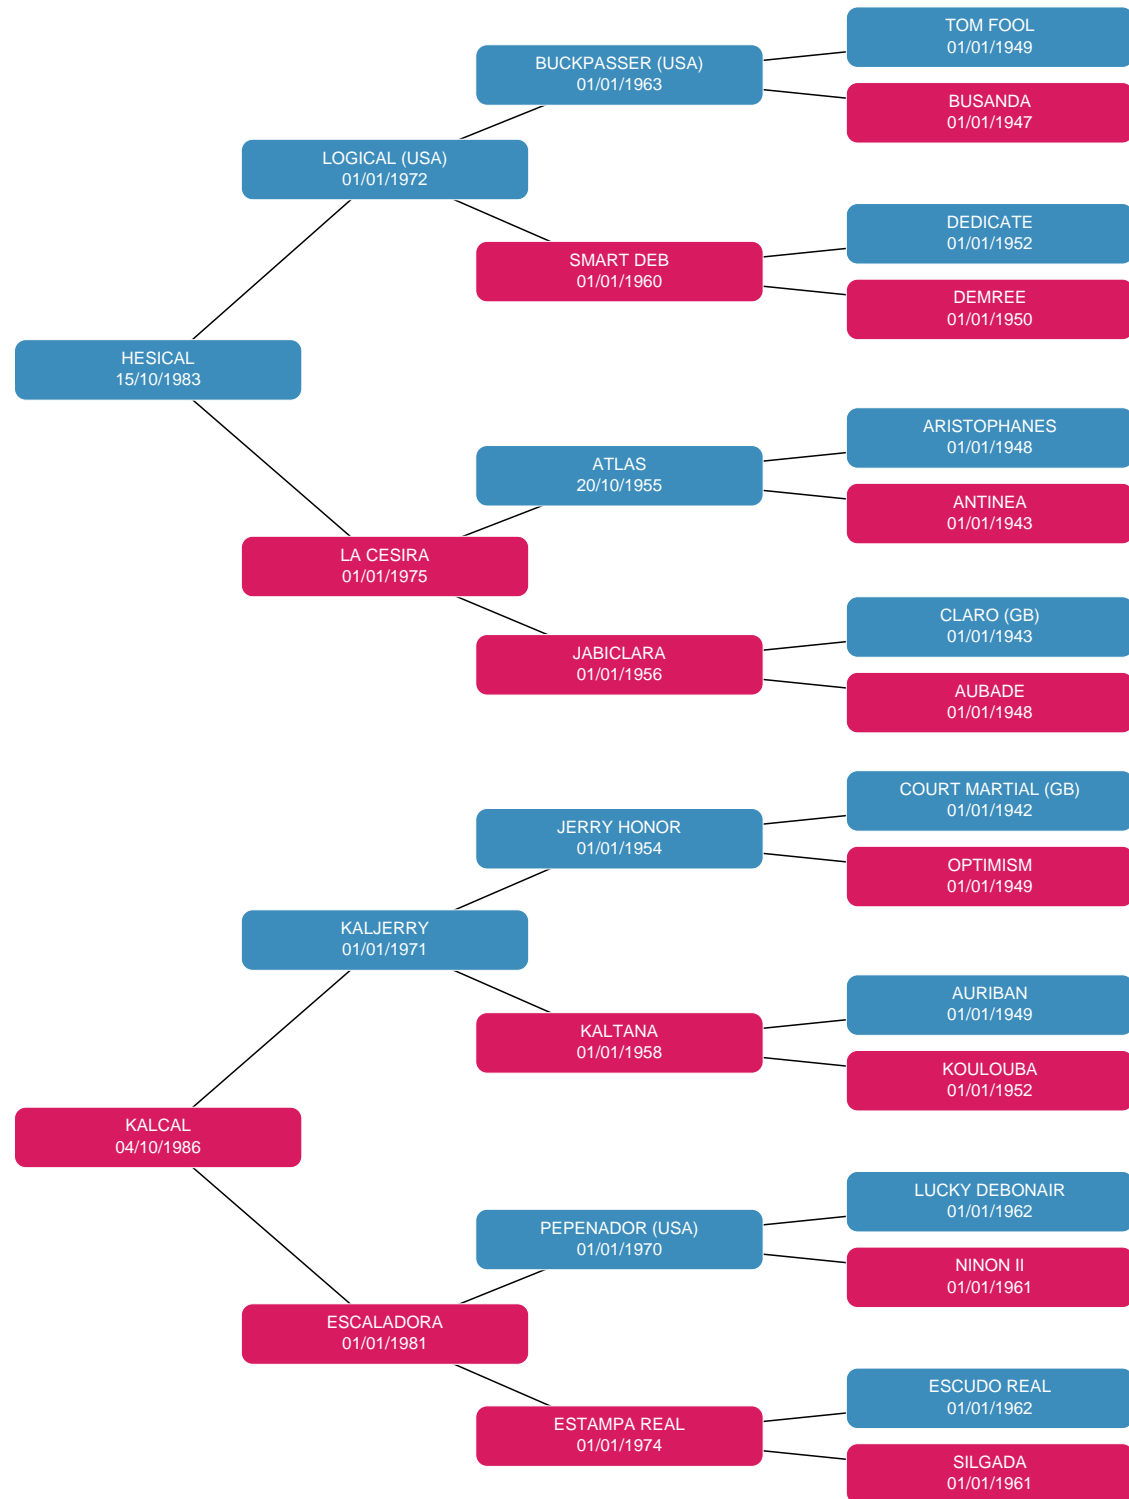 TOM FOOL
01/01/1949
BUCKPASSER (USA)
01/01/1963
BUSANDA
01/01/1947
LOGICAL (USA)
01/01/1972
DEDICATE
01/01/1952
SMART DEB
01/01/1960
DEMREE
01/01/1950
HESICAL
15/10/1983
ARISTOPHANES
01/01/1948
ATLAS
20/10/1955
ANTINEA
01/01/1943
LA CESIRA
01/01/1975
CLARO (GB)
01/01/1943
JABICLARA
01/01/1956
AUBADE
01/01/1948
COURT MARTIAL (GB)
01/01/1942
JERRY HONOR
01/01/1954
OPTIMISM
01/01/1949
KALJERRY
01/01/1971
AURIBAN
01/01/1949
KALTANA
01/01/1958
KOULOUBA
01/01/1952
KALCAL
04/10/1986
LUCKY DEBONAIR
01/01/1962
PEPENADOR (USA)
01/01/1970
NINON II
01/01/1961
ESCALADORA
01/01/1981
ESCUDO REAL
01/01/1962
ESTAMPA REAL
01/01/1974
SILGADA
01/01/1961